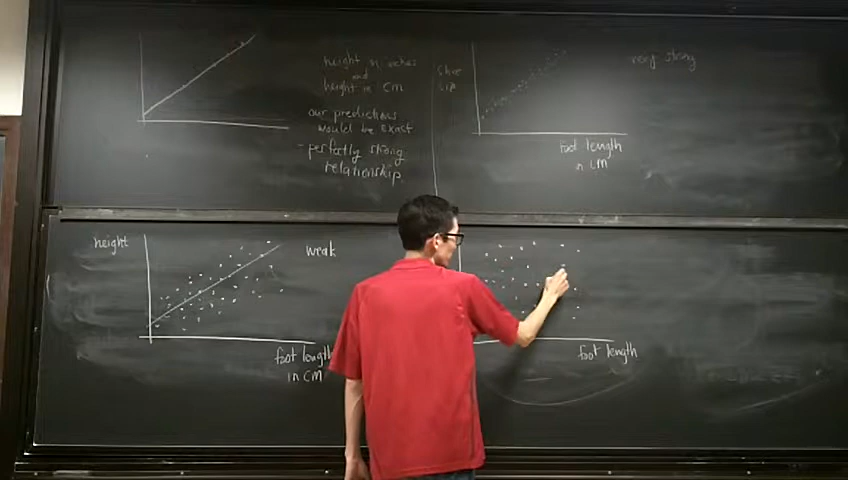 height in inches
and
height in cm
our predictions
would be exact
- perfectly strong
relationship.
Shoe
very strong
foot length
in cm
height
weak
foot length
in cm
foot length